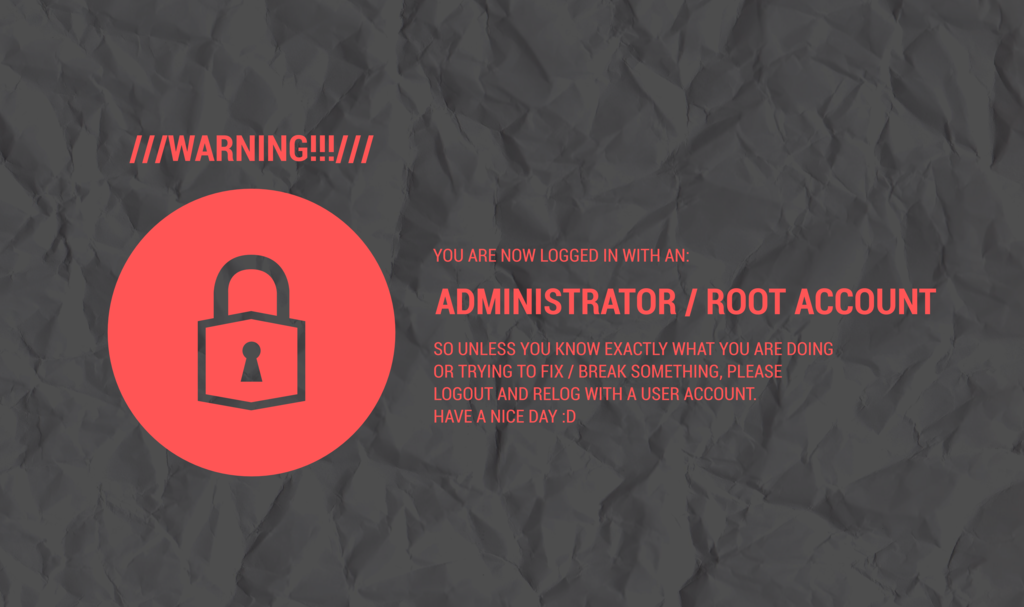 ///WARNING!!!///
YOU ARE NOW LOGGED IN WITH AN:
ADMINISTRATOR / ROOT ACCOUNT
SO UNLESS YOU KNOW EXACTLY WHAT YOU ARE DOING
OR TRYING TO FIX / BREAK SOMETHING, PLEASE
LOGOUT AND RELOG WITH A USER ACCOUNT.
HAVE A NICE DAY :D